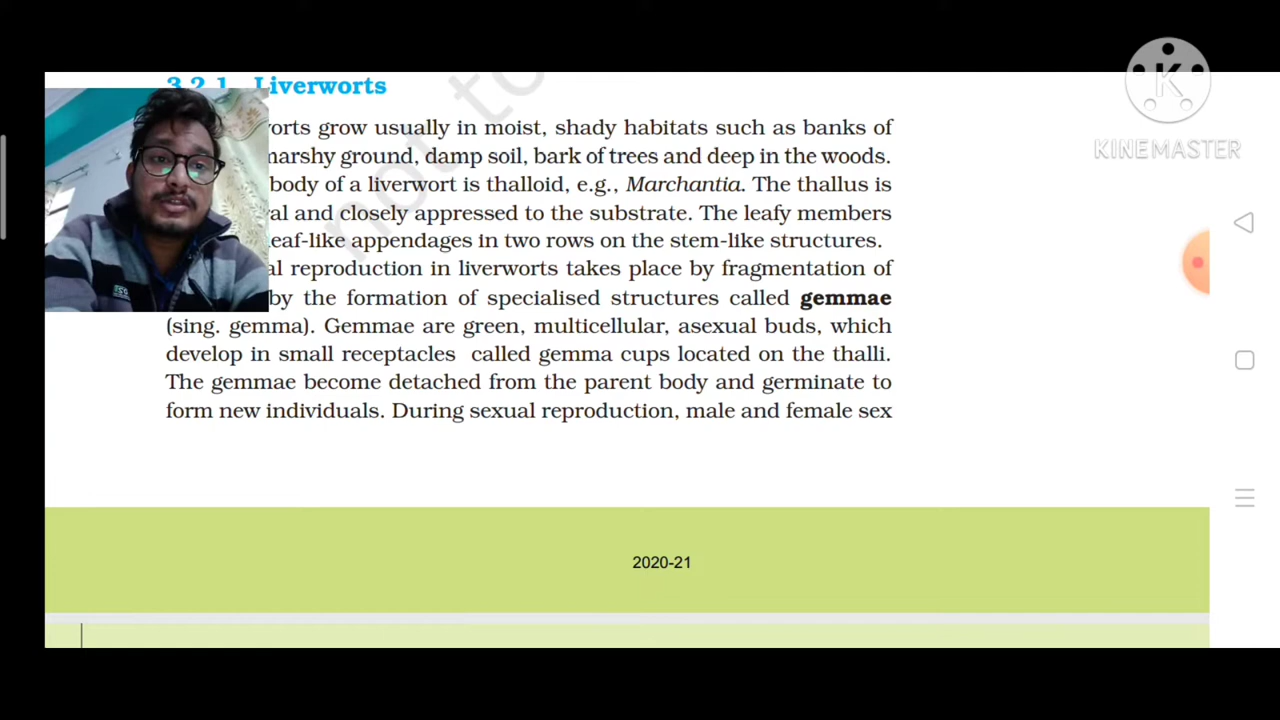 3.2.1 Liverworts
orts grow usually in moist, shady habitats such as banks of
marshy ground, damp soil, bark of trees and deep in the woods.
body of a liverwort is thalloid, e.g., Marchantia. The thallus is
al and closely appressed to the substrate. The leafy members
leaf-like appendages in two rows on the stem-like structures.
al reproduction in liverworts takes place by fragmentation of
by the formation of specialised structures called gemmae
(sing. gemma). Gemmae are green, multicellular, asexual buds, which
develop in small receptacles called gemma cups located on the thalli.
The gemmae become detached from the parent body and germinate to
form new individuals. During sexual reproduction, male and female sex
2020-21
not to
K
KINEMASTER